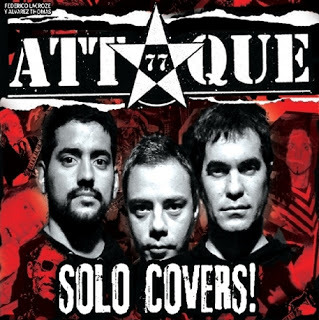 FEDERICO LACROZE
Y ALVAREZ THOMAS
ATTAQUE
77
SOLO COVERS!